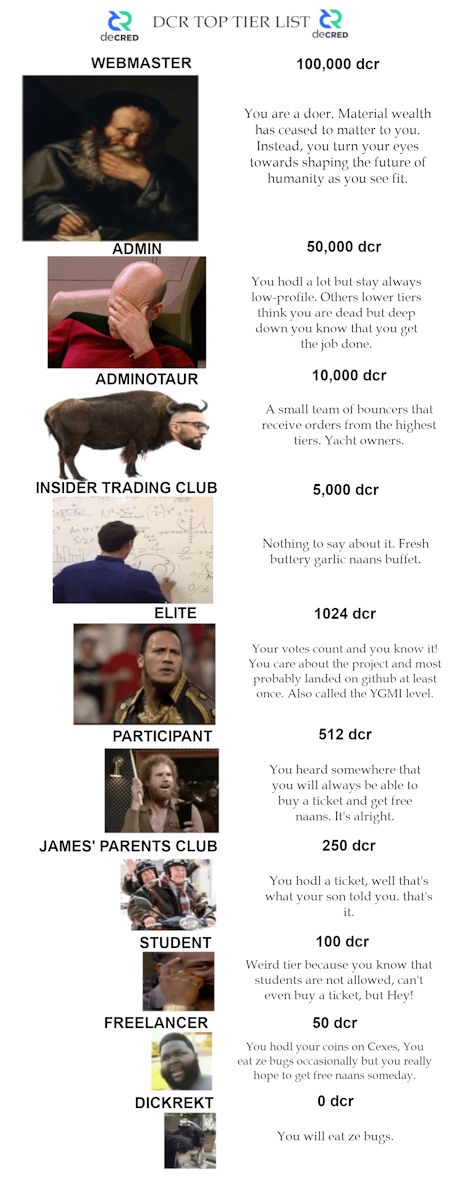 DCR TOP TIER LIST
deCRED
deCRED
WEBMASTER
100,000 dcr
You are a doer. Material wealth
has ceased to matter to you.
Instead, you turn your eyes
towards shaping the future of
humanity as you see fit.
ADMIN
50,000 dcr
You hodl a lot but stay always
low-profile. Others lower tiers
think you are dead but deep
down you know that you get
the job done.
ADMINOTAUR
10,000 dcr
A small team of bouncers that
receive orders from the highest
tiers. Yacht owners.
INSIDER TRADING CLUB
5,000 dcr
Nothing to say about it. Fresh
buttery garlic naans buffet.
ELITE
1024 dcr
Your votes count and you know it!
You care about the project and most
probably landed on github at least
once. Also called the YGMI level.
PARTICIPANT
512 dcr
You heard somewhere that
you will always be able to
buy a ticket and get free
naans. It's alright.
JAMES' PARENTS CLUB
250 dcr
You hodl a ticket, well that's
what your son told you. that's
it.
STUDENT
100 dcr
Weird tier because you know that
students are not allowed, can't
even buy a ticket, but Hey!
FREELANCER
50 dcr
You hodl your coins on Cexes, You
eat ze bugs occasionally but you really
hope to get free naans someday.
DICKREKT
0 dcr
You will eat ze bugs.